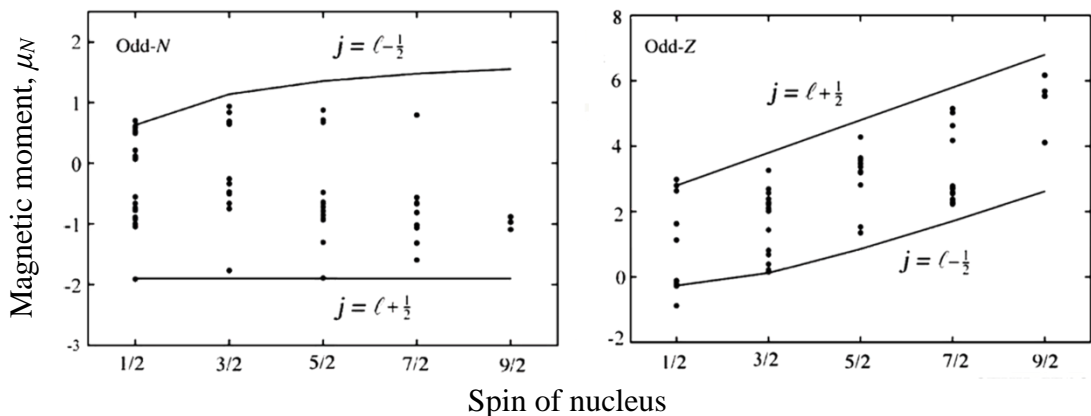 Magnetic moment, μN
2
1
0
-1
-2
-3
Odd-N
j = ℓ − 1/2
j = ℓ + 1/2
1/2 3/2 5/2 7/2 9/2
8
6
4
2
0
-2
Odd-Z
j = ℓ + 1/2
j = ℓ − 1/2
1/2 3/2 5/2 7/2 9/2
Spin of nucleus